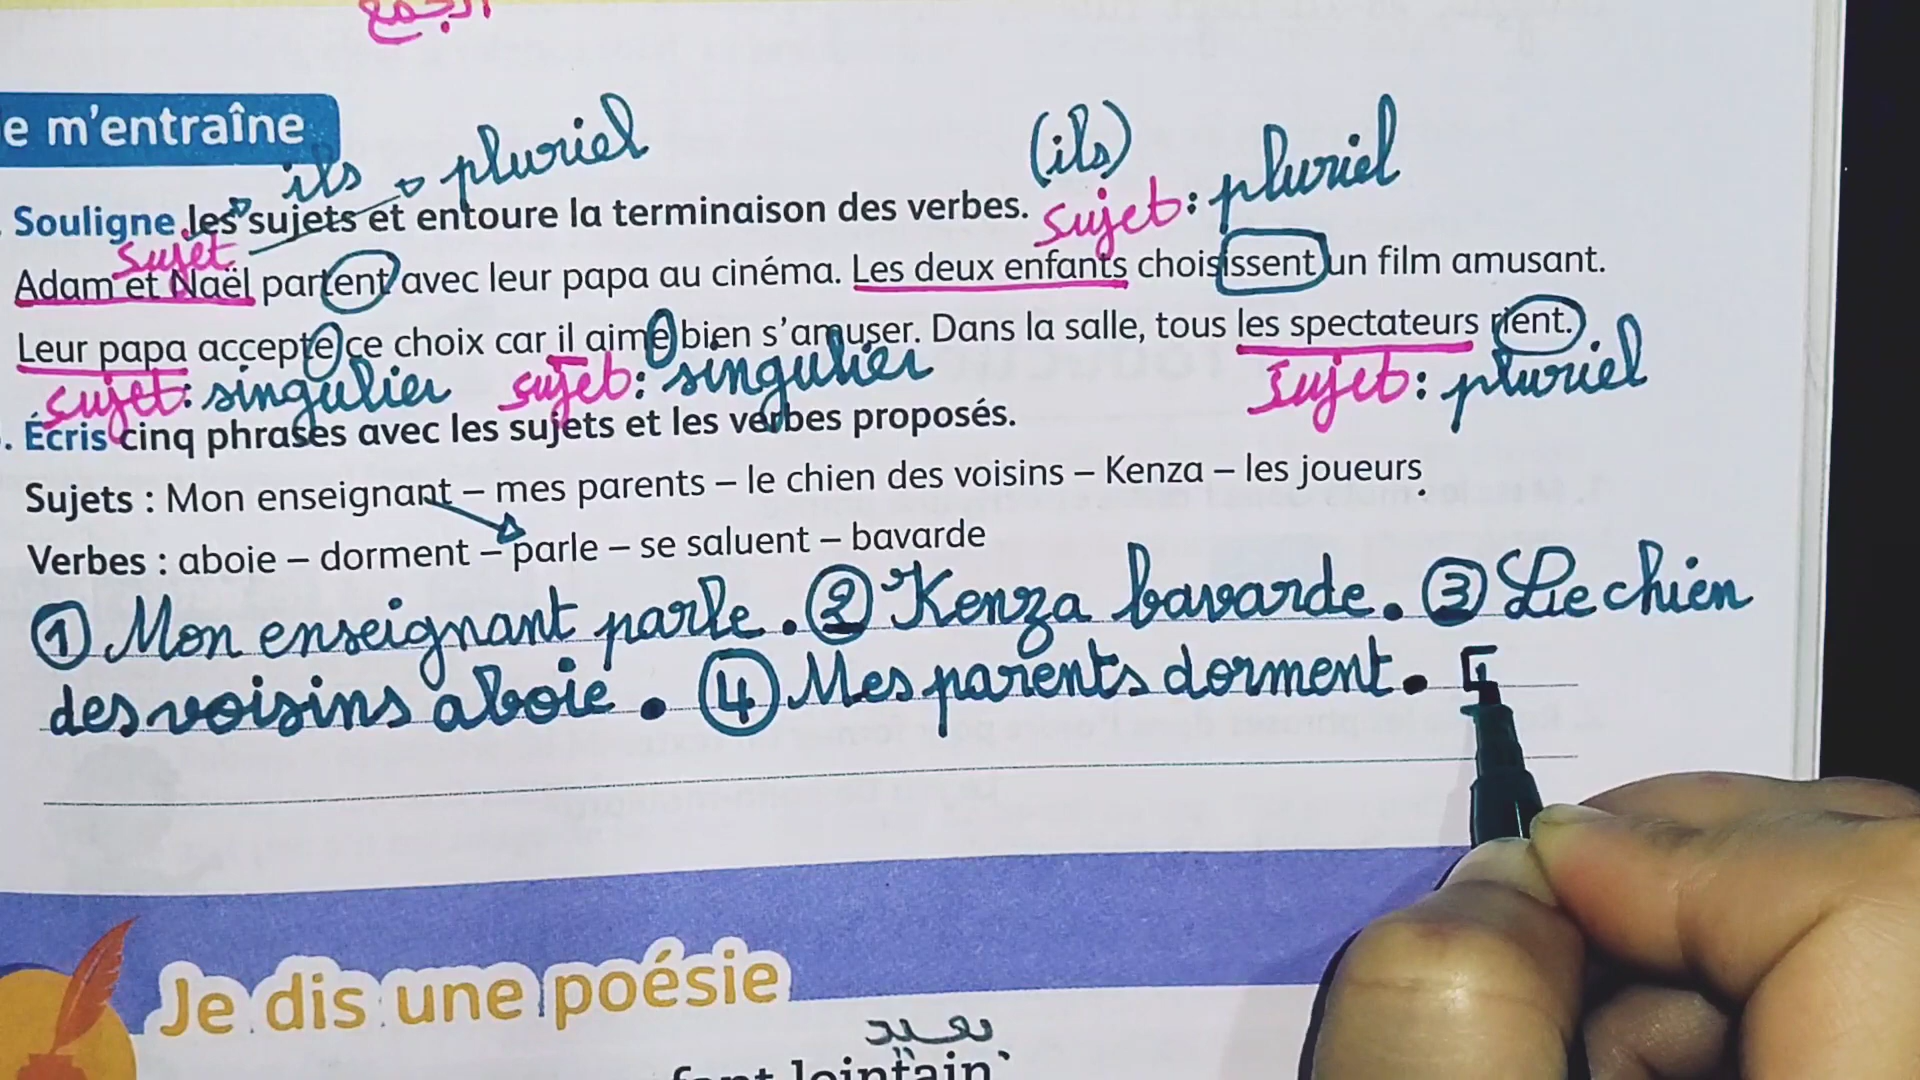 الجمع
e m'entraîne
ils pluriel (ils)
Souligne les sujets et entoure la terminaison des verbes. sujet: pluriel
sujet
Adam et Naël partent avec leur papa au cinéma. Les deux enfants choisissent un film amusant.
Leur papa accepte ce choix car il aime bien s'amuser. Dans la salle, tous les spectateurs rient.
sujet: singulier sujet: singulier sujet: pluriel
. Écris cinq phrases avec les sujets et les verbes proposés.
Sujets : Mon enseignant – mes parents – le chien des voisins – Kenza – les joueurs.
Verbes : aboie – dorment – parle – se saluent – bavarde
① Mon enseignant parle. ② Kenza bavarde. ③ Le chien
des voisins aboie. ④ Mes parents dorment.
Je dis une poésie
بعيد
lointain